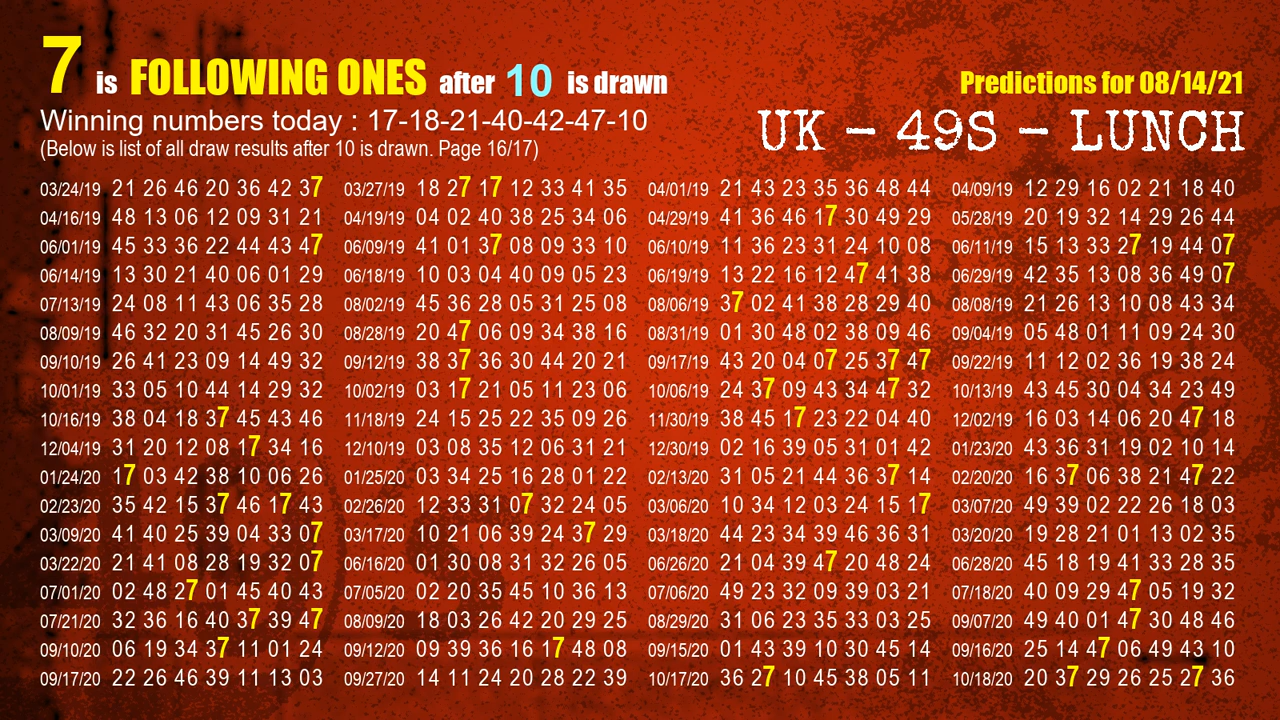 7 is FOLLOWING ONES after 10 is drawn
Predictions for 08/14/21
Winning numbers today : 17-18-21-40-42-47-10
UK - 49S - LUNCH
(Below is list of all draw results after 10 is drawn. Page 16/17)
03/24/19 21 26 46 20 36 42 37 03/27/19 18 27 17 12 33 41 35 04/01/19 21 43 23 35 36 48 44 04/09/19 12 29 16 02 21 18 40
04/16/19 48 13 06 12 09 31 21 04/19/19 04 02 40 38 25 34 06 04/29/19 41 36 46 17 30 49 29 05/28/19 20 19 32 14 29 26 44
06/01/19 45 33 36 22 44 43 47 06/09/19 41 01 37 08 09 33 10 06/10/19 11 36 23 31 24 10 08 06/11/19 15 13 33 27 19 44 07
06/14/19 13 30 21 40 06 01 29 06/18/19 10 03 04 40 09 05 23 06/19/19 13 22 16 12 47 41 38 06/29/19 42 35 13 08 36 49 07
07/13/19 24 08 11 43 06 35 28 08/02/19 45 36 28 05 31 25 08 08/06/19 37 02 41 38 28 29 40 08/08/19 21 26 13 10 08 43 34
08/09/19 46 32 20 31 45 26 30 08/28/19 20 47 06 09 34 38 16 08/31/19 01 30 48 02 38 09 46 09/04/19 05 48 01 11 09 24 30
09/10/19 26 41 23 09 14 49 32 09/12/19 38 37 36 30 44 20 21 09/17/19 43 20 04 07 25 37 47 09/22/19 11 12 02 36 19 38 24
10/01/19 33 05 10 44 14 29 32 10/02/19 03 17 21 05 11 23 06 10/06/19 24 37 09 43 34 47 32 10/13/19 43 45 30 04 34 23 49
10/16/19 38 04 18 37 45 43 46 11/18/19 24 15 25 22 35 09 26 11/30/19 38 45 17 23 22 04 40 12/02/19 16 03 14 06 20 47 18
12/04/19 31 20 12 08 17 34 16 12/10/19 03 08 35 12 06 31 21 12/30/19 02 16 39 05 31 01 42 01/23/20 43 36 31 19 02 10 14
01/24/20 17 03 42 38 10 06 26 01/25/20 03 34 25 16 28 01 22 02/13/20 31 05 21 44 36 37 14 02/20/20 16 37 06 38 21 47 22
02/23/20 35 42 15 37 46 17 43 02/26/20 12 33 31 07 32 24 05 03/06/20 10 34 12 03 24 15 17 03/07/20 49 39 02 22 26 18 03
03/09/20 41 40 25 39 04 33 07 03/17/20 10 21 06 39 24 37 29 03/18/20 44 23 34 39 46 36 31 03/20/20 19 28 21 01 13 02 35
03/22/20 21 41 08 28 19 32 07 06/16/20 01 30 08 31 32 26 05 06/26/20 21 04 39 47 20 48 24 06/28/20 45 18 19 41 33 28 35
07/01/20 02 48 27 01 45 40 43 07/05/20 02 20 35 45 10 36 13 07/06/20 49 23 32 09 39 03 21 07/18/20 40 09 29 47 05 19 32
07/21/20 32 36 16 40 37 39 47 08/09/20 18 03 26 42 20 29 25 08/29/20 31 06 23 35 33 03 25 09/07/20 49 40 01 47 30 48 46
09/10/20 06 19 34 37 11 01 24 09/12/20 09 39 36 16 17 48 08 09/15/20 01 43 39 10 30 45 14 09/16/20 25 14 47 06 49 43 10
09/17/20 22 26 46 39 11 13 03 09/27/20 14 11 24 20 28 22 39 10/17/20 36 27 10 45 38 05 11 10/18/20 20 37 29 26 25 27 36